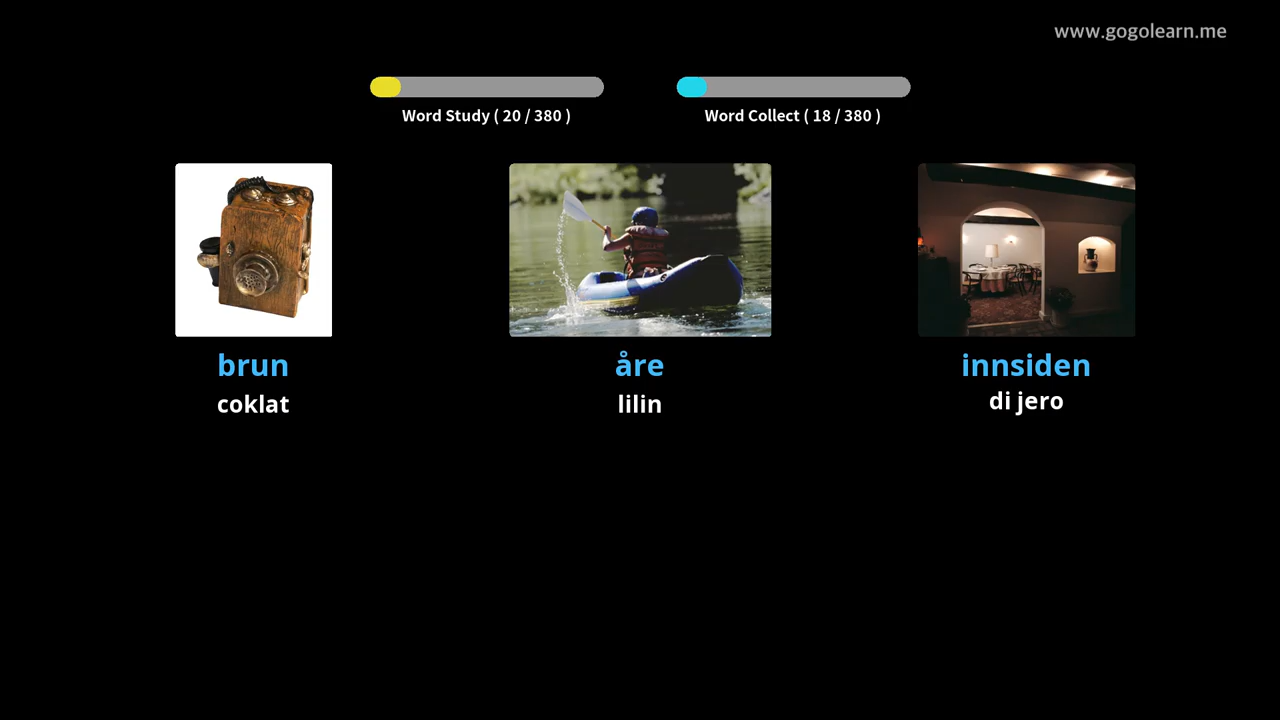 www.gogolearn.me
Word Study ( 20 / 380 )
Word Collect ( 18 / 380 )
brun
coklat
åre
lilin
innsiden
di jero